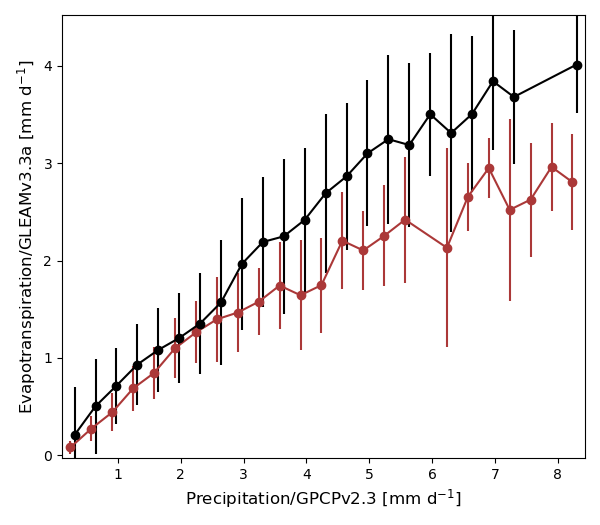 4
3
2
1
0
Evapotranspiration/GLEAMv3.3a [mm d⁻¹]
1 2 3 4 5 6 7 8
Precipitation/GPCPv2.3 [mm d⁻¹]